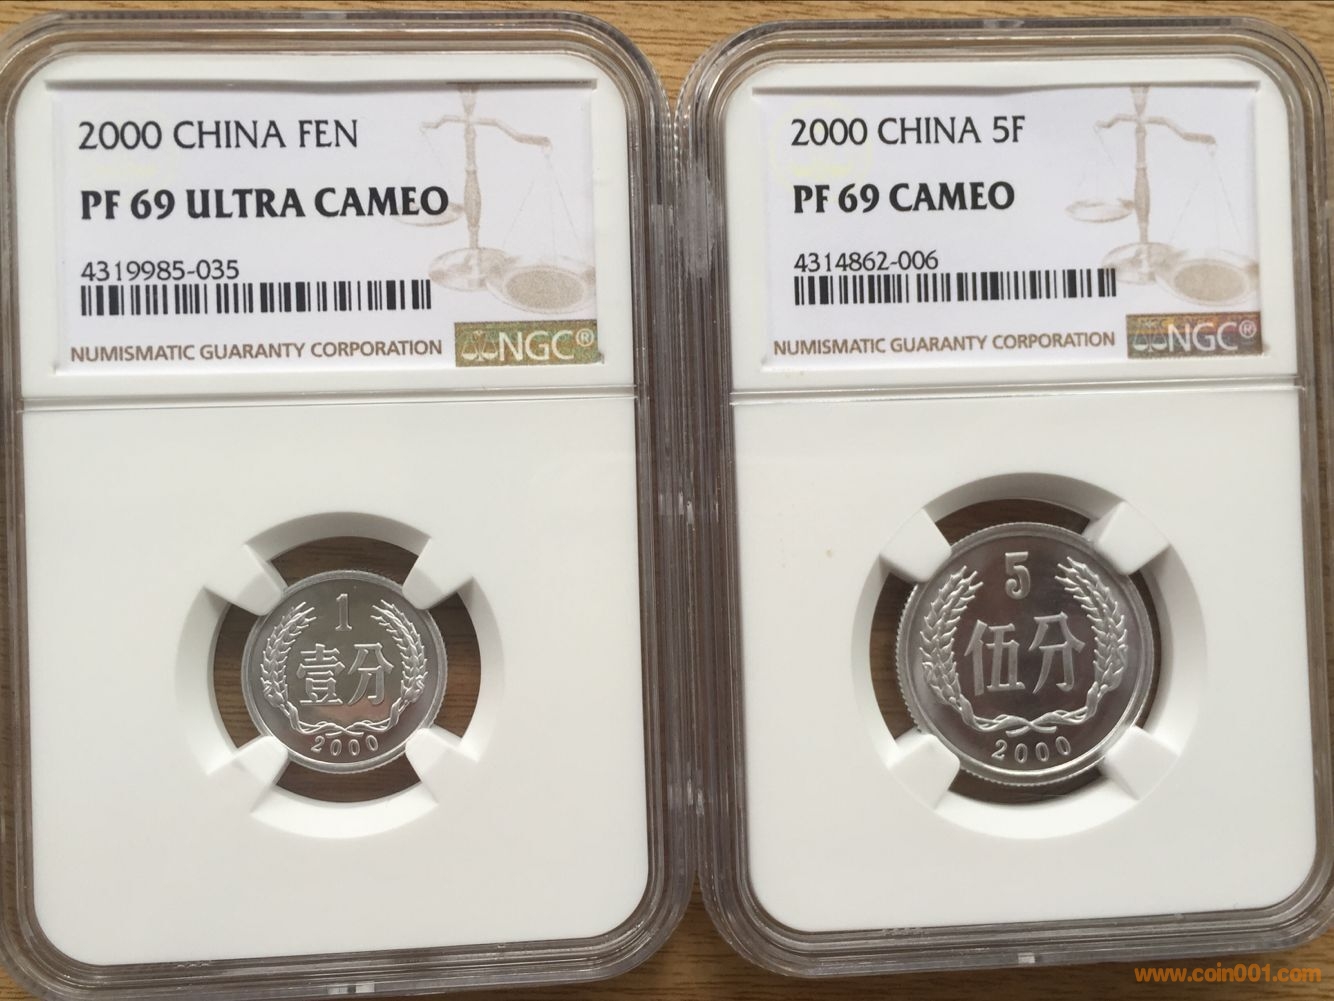 2000 CHINA FEN
PF 69 ULTRA CAMEO
4319985-035
NUMISMATIC GUARANTY CORPORATION
NGC®
1
壹分
2000
2000 CHINA 5F
PF 69 CAMEO
4314862-006
NUMISMATIC GUARANTY CORPORATION
NGC®
5
伍分
2000
www.coin001.com